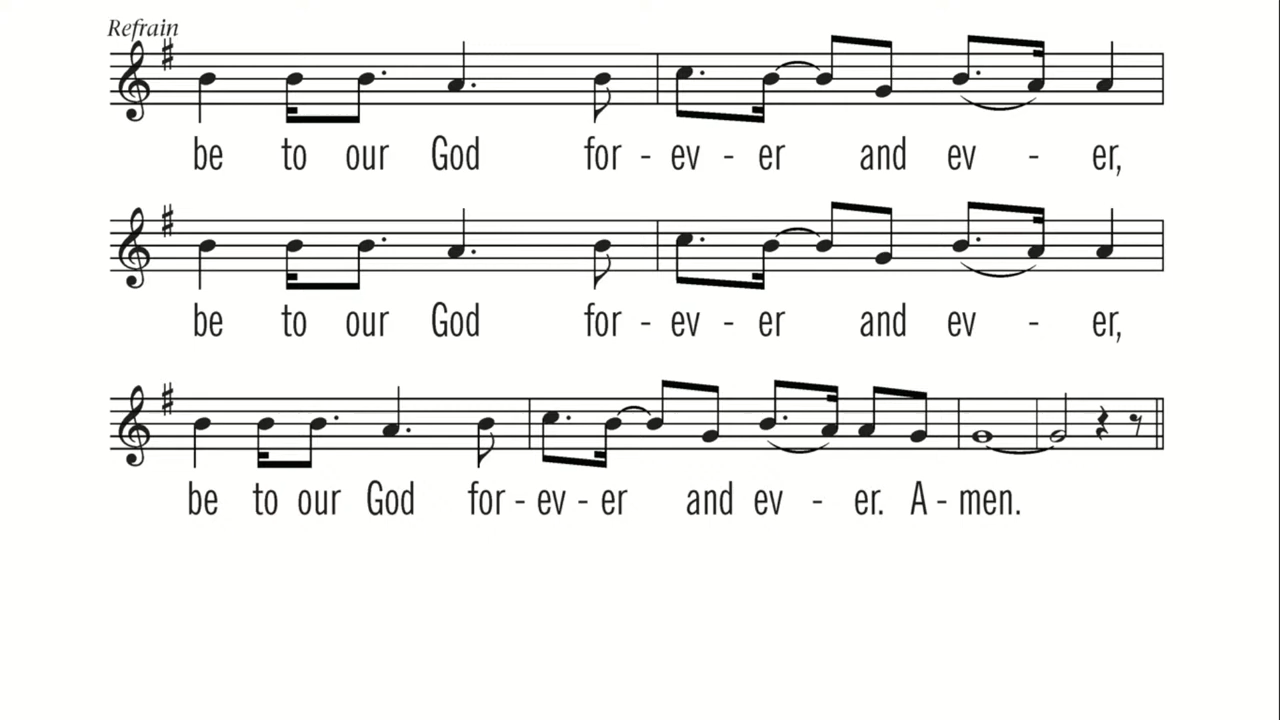 Refrain
be to our God for - ev - er and ev - er,
be to our God for - ev - er and ev - er,
be to our God for - ev - er and ev - er. A - men.